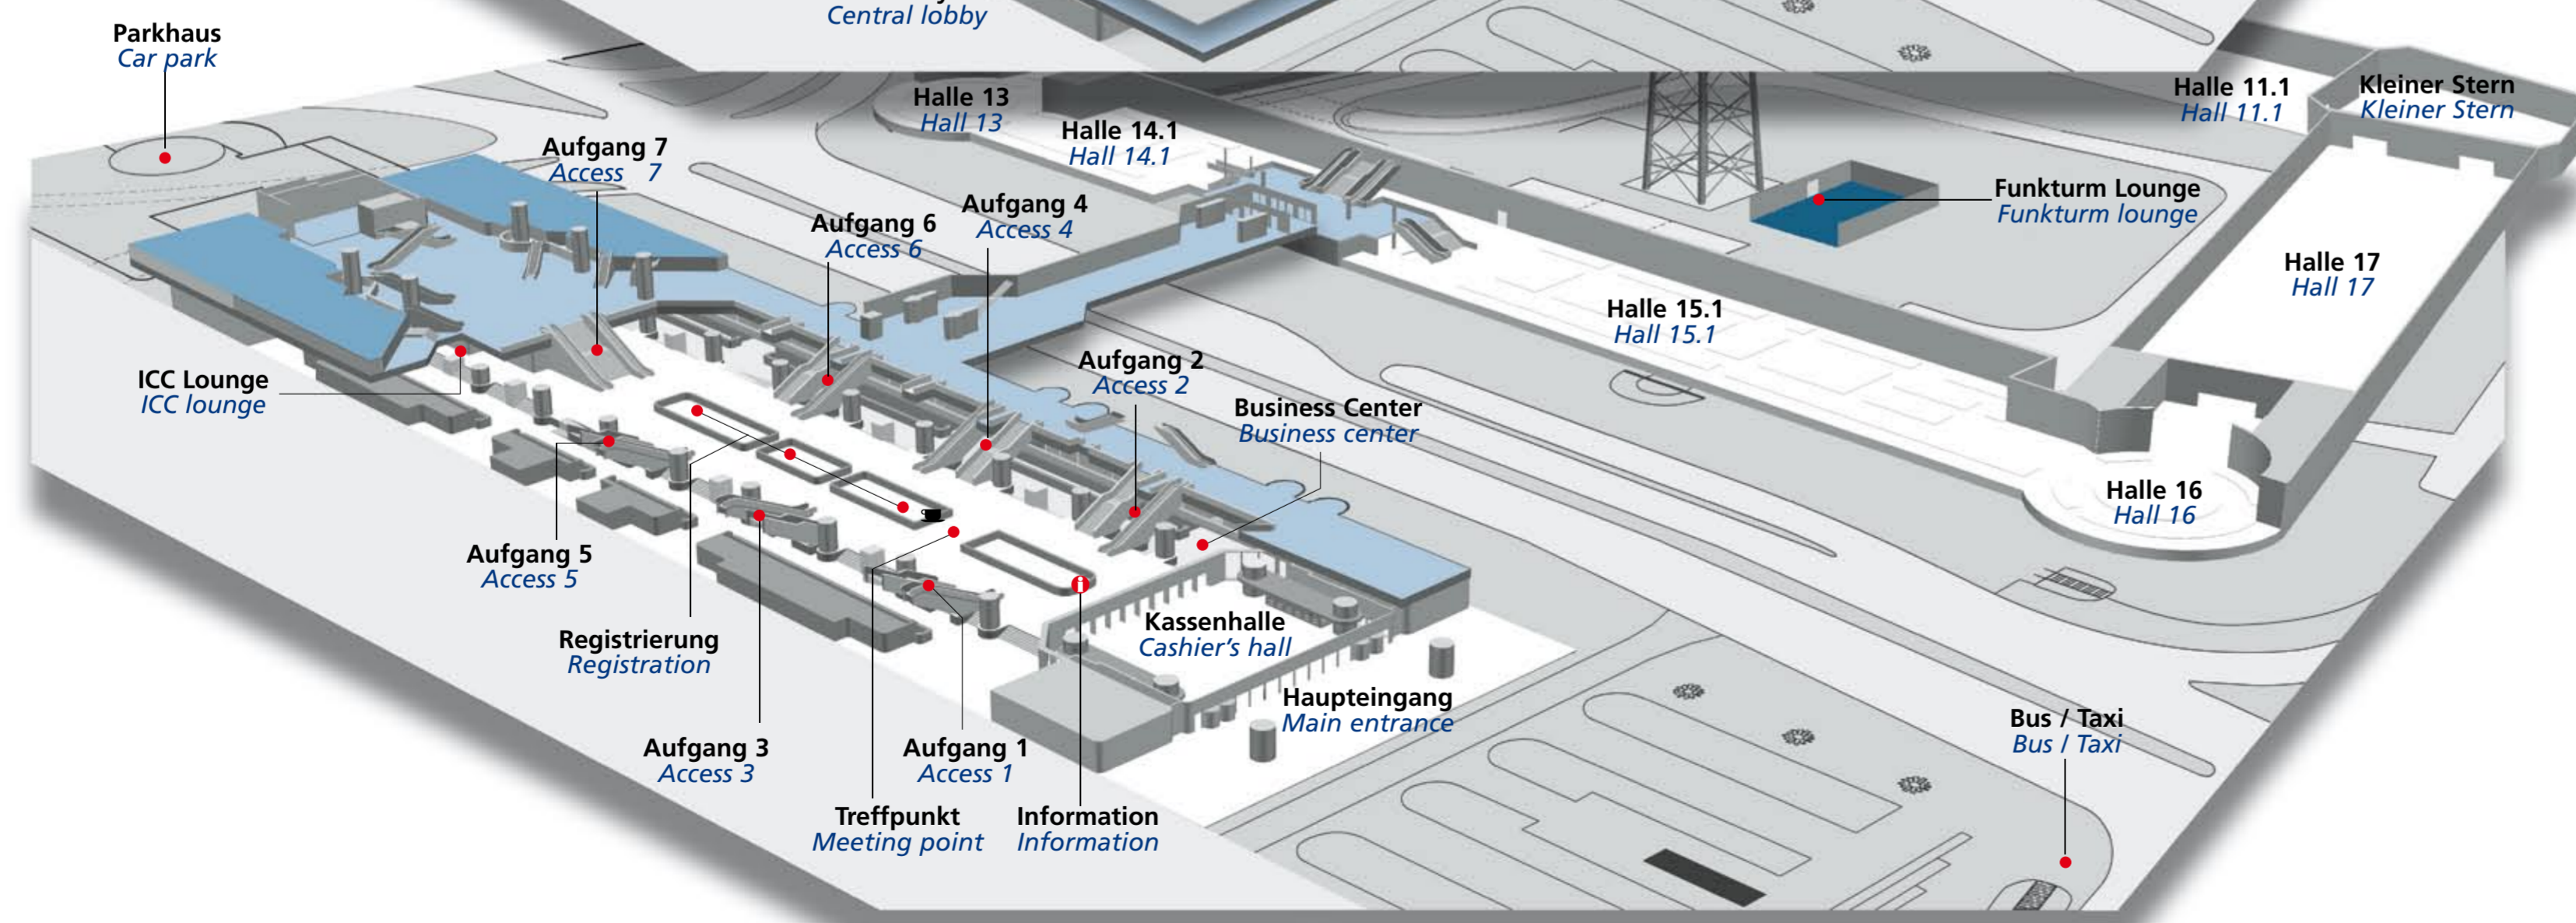 Central lobby
Parkhaus
Car park
Halle 13
Hall 13
Halle 14.1
Hall 14.1
Halle 11.1
Hall 11.1
Kleiner Stern
Kleiner Stern
Aufgang 7
Access 7
Aufgang 6
Access 6
Aufgang 4
Access 4
Funkturm Lounge
Funkturm lounge
Halle 17
Hall 17
Halle 15.1
Hall 15.1
Aufgang 2
Access 2
ICC Lounge
ICC lounge
Business Center
Business center
Halle 16
Hall 16
Aufgang 5
Access 5
Registrierung
Registration
Kassenhalle
Cashier's hall
Haupteingang
Main entrance
Bus / Taxi
Bus / Taxi
Aufgang 3
Access 3
Aufgang 1
Access 1
Treffpunkt
Meeting point
Information
Information